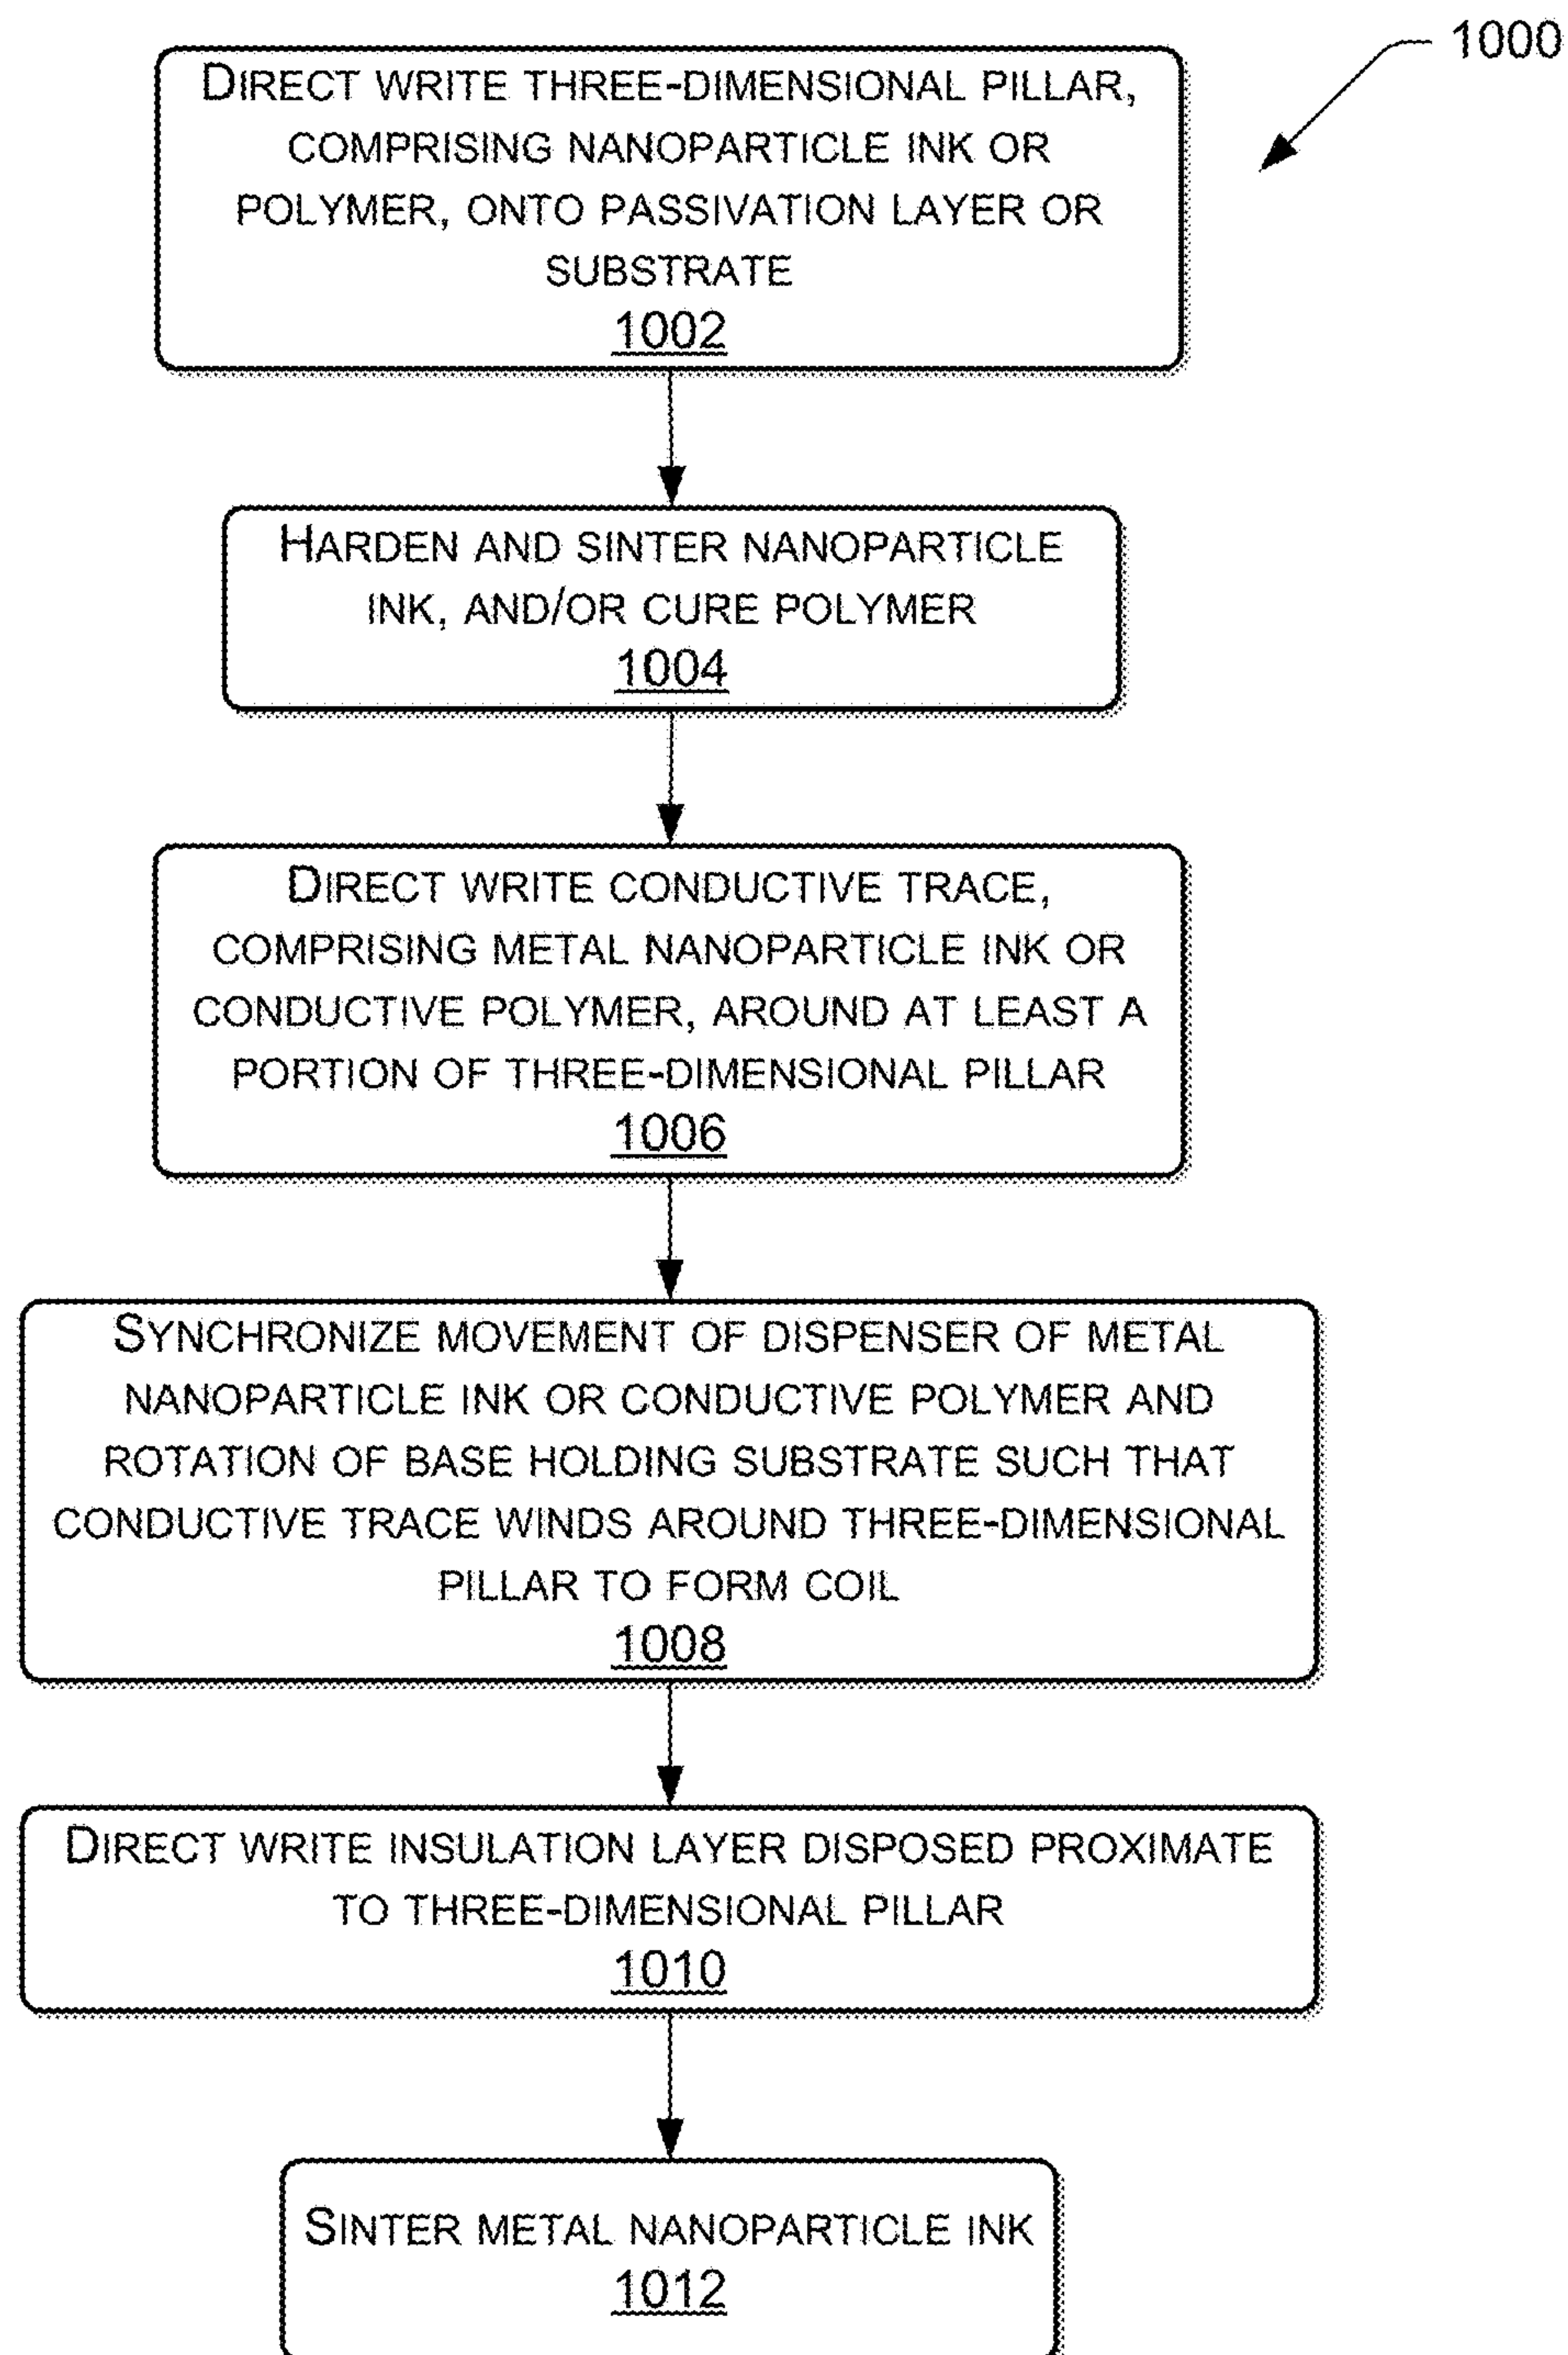 1000
DIRECT WRITE THREE-DIMENSIONAL PILLAR,
COMPRISING NANOPARTICLE INK OR
POLYMER, ONTO PASSIVATION LAYER OR
SUBSTRATE
1002
HARDEN AND SINTER NANOPARTICLE
INK, AND/OR CURE POLYMER
1004
DIRECT WRITE CONDUCTIVE TRACE,
COMPRISING METAL NANOPARTICLE INK OR
CONDUCTIVE POLYMER, AROUND AT LEAST A
PORTION OF THREE-DIMENSIONAL PILLAR
1006
SYNCHRONIZE MOVEMENT OF DISPENSER OF METAL
NANOPARTICLE INK OR CONDUCTIVE POLYMER AND
ROTATION OF BASE HOLDING SUBSTRATE SUCH THAT
CONDUCTIVE TRACE WINDS AROUND THREE-DIMENSIONAL
PILLAR TO FORM COIL
1008
DIRECT WRITE INSULATION LAYER DISPOSED PROXIMATE
TO THREE-DIMENSIONAL PILLAR
1010
SINTER METAL NANOPARTICLE INK
1012